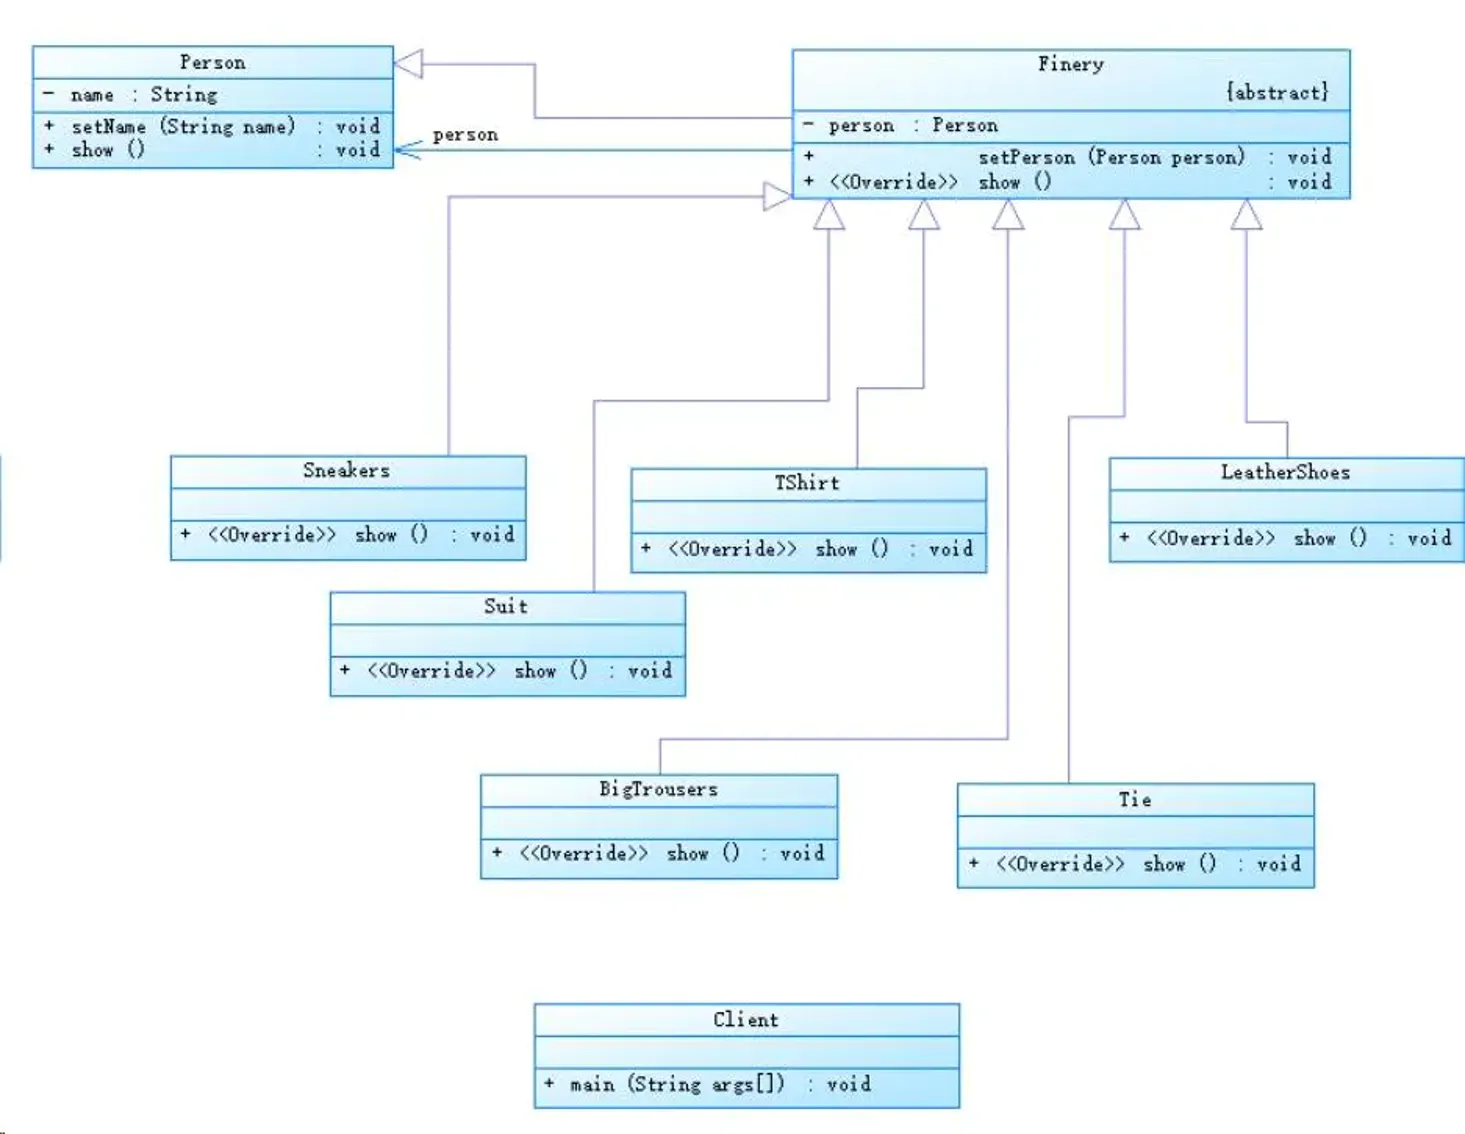 Person
- name : String
+ setName (String name) : void
+ show () : void
person
Finery
{abstract}
- person : Person
+ setPerson (Person person) : void
+ <<Override>> show () : void
Sneakers
+ <<Override>> show () : void
TShirt
+ <<Override>> show () : void
LeatherShoes
+ <<Override>> show () : void
Suit
+ <<Override>> show () : void
BigTrousers
+ <<Override>> show () : void
Tie
+ <<Override>> show () : void
Client
+ main (String args[]) : void